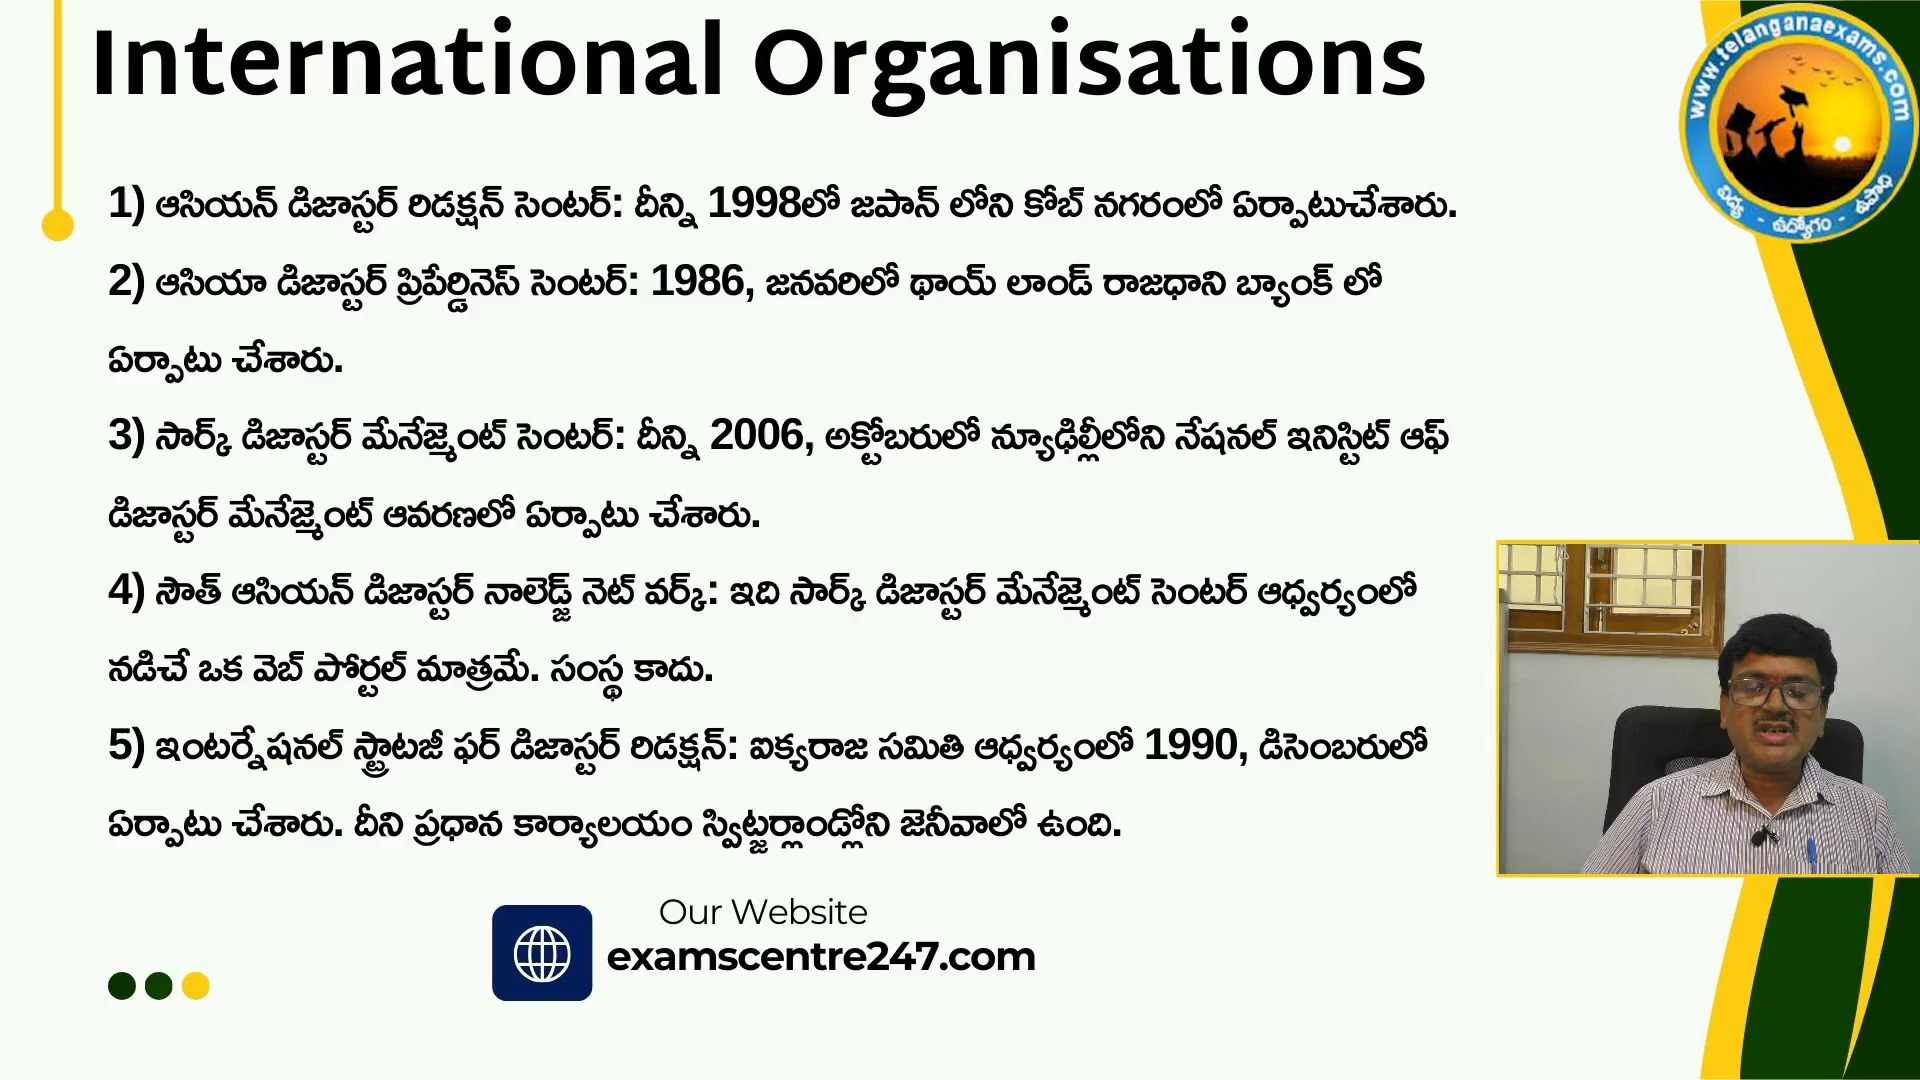 International Organisations
www.telanganaexams.com
విద్య - ఉద్యోగం - ఉపాధి
1) ఆసియన్ డిజాస్టర్ రిడక్షన్ సెంటర్: దీన్ని 1998లో జపాన్ లోని కోబ్ నగరంలో ఏర్పాటుచేశారు.
2) ఆసియా డిజాస్టర్ ప్రిపేర్డినెస్ సెంటర్: 1986, జనవరిలో థాయ్ లాండ్ రాజధాని బ్యాంక్ లో
ఏర్పాటు చేశారు.
3) సార్క్ డిజాస్టర్ మేనేజ్మెంట్ సెంటర్: దీన్ని 2006, అక్టోబరులో న్యూఢిల్లీలోని నేషనల్ ఇనిస్టిట్ ఆఫ్
డిజాస్టర్ మేనేజ్మెంట్ ఆవరణలో ఏర్పాటు చేశారు.
4) సౌత్ ఆసియన్ డిజాస్టర్ నాలెడ్జ్ నెట్ వర్క్: ఇది సార్క్ డిజాస్టర్ మేనేజ్మెంట్ సెంటర్ ఆధ్వర్యంలో
నడిచే ఒక వెబ్ పోర్టల్ మాత్రమే. సంస్థ కాదు.
5) ఇంటర్నేషనల్ స్ట్రాటజీ ఫర్ డిజాస్టర్ రిడక్షన్: ఐక్యరాజ సమితి ఆధ్వర్యంలో 1990, డిసెంబరులో
ఏర్పాటు చేశారు. దీని ప్రధాన కార్యాలయం స్విట్జర్లాండ్లోని జెనీవాలో ఉంది.
Our Website
examscentre247.com